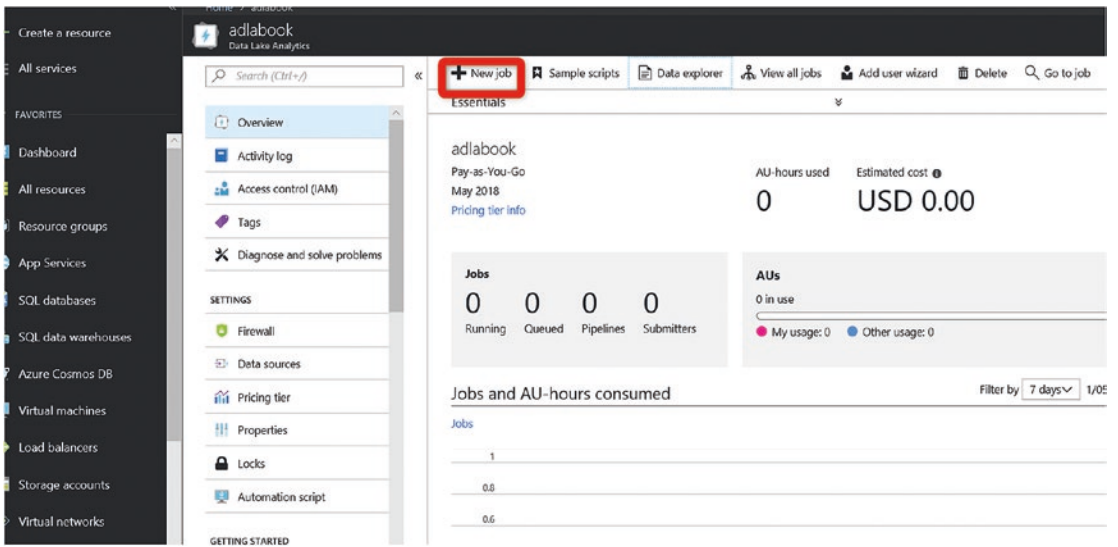 Home > adlabook
Create a resource
All services
FAVORITES
Dashboard
All resources
Resource groups
App Services
SQL databases
SQL data warehouses
Azure Cosmos DB
Virtual machines
Load balancers
Storage accounts
Virtual networks
adlabook
Data Lake Analytics
Search (Ctrl+/)
Overview
Activity log
Access control (IAM)
Tags
Diagnose and solve problems
SETTINGS
Firewall
Data sources
Pricing tier
Properties
Locks
Automation script
GETTING STARTED
New job Sample scripts Data explorer View all jobs Add user wizard Delete Go to job
Essentials
adlabook
Pay-as-You-Go
May 2018
Pricing tier info
AU-hours used Estimated cost
0 USD 0.00
Jobs
0 0 0 0
Running Queued Pipelines Submitters
AUs
0 in use
My usage: 0 Other usage: 0
Jobs and AU-hours consumed
Filter by 7 days 1/05
Jobs
1
0.8
0.6